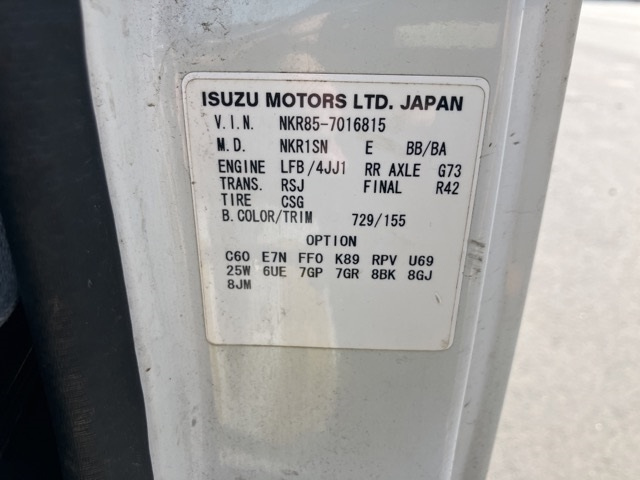 ISUZU MOTORS LTD. JAPAN
V.I.N. NKR85-7016815
M.D. NKR1SN E BB/BA
ENGINE LFB/4JJ1 RR AXLE G73
TRANS. RSJ FINAL R42
TIRE CSG
B.COLOR/TRIM 729/155
OPTION
C60 E7N FF0 K89 RPV U69
25W 6UE 7GP 7GR 8BK 8GJ
8JM